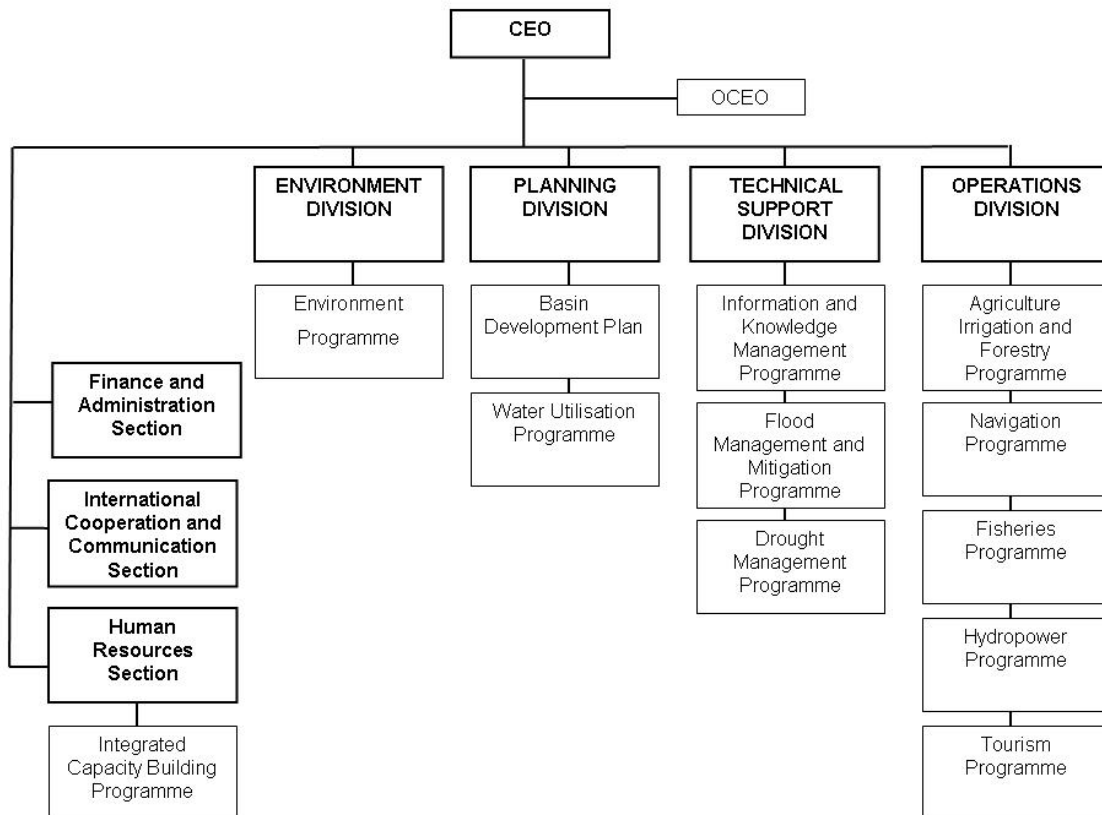 CEO
OCEO
ENVIRONMENT
DIVISION
PLANNING
DIVISION
TECHNICAL
SUPPORT
DIVISION
OPERATIONS
DIVISION
Environment
Programme
Basin
Development Plan
Water Utilisation
Programme
Information and
Knowledge
Management
Programme
Flood
Management and
Mitigation
Programme
Drought
Management
Programme
Agriculture
Irrigation and
Forestry
Programme
Navigation
Programme
Fisheries
Programme
Hydropower
Programme
Tourism
Programme
Finance and
Administration
Section
International
Cooperation and
Communication
Section
Human
Resources
Section
Integrated
Capacity Building
Programme